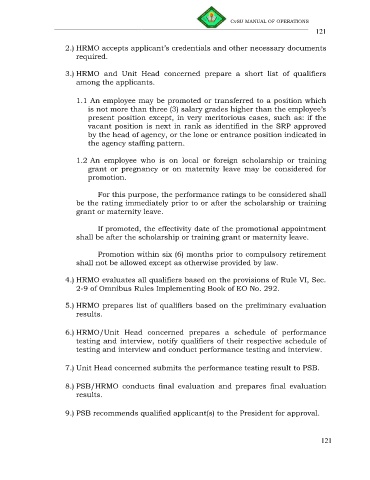 CvSU MANUAL OF OPERATIONS
121
2.) HRMO accepts applicant's credentials and other necessary documents
required.
3.) HRMO and Unit Head concerned prepare a short list of qualifiers
among the applicants.
1.1 An employee may be promoted or transferred to a position which
is not more than three (3) salary grades higher than the employee's
present position except, in very meritorious cases, such as: if the
vacant position is next in rank as identified in the SRP approved
by the head of agency, or the lone or entrance position indicated in
the agency staffing pattern.
1.2 An employee who is on local or foreign scholarship or training
grant or pregnancy or on maternity leave may be considered for
promotion.
For this purpose, the performance ratings to be considered shall
be the rating immediately prior to or after the scholarship or training
grant or maternity leave.
If promoted, the effectivity date of the promotional appointment
shall be after the scholarship or training grant or maternity leave.
Promotion within six (6) months prior to compulsory retirement
shall not be allowed except as otherwise provided by law.
4.) HRMO evaluates all qualifiers based on the provisions of Rule VI, Sec.
2-9 of Omnibus Rules Implementing Book of EO No. 292.
5.) HRMO prepares list of qualifiers based on the preliminary evaluation
results.
6.) HRMO/Unit Head concerned prepares a schedule of performance
testing and interview, notify qualifiers of their respective schedule of
testing and interview and conduct performance testing and interview.
7.) Unit Head concerned submits the performance testing result to PSB.
8.) PSB/HRMO conducts final evaluation and prepares final evaluation
results.
9.) PSB recommends qualified applicant(s) to the President for approval.
121